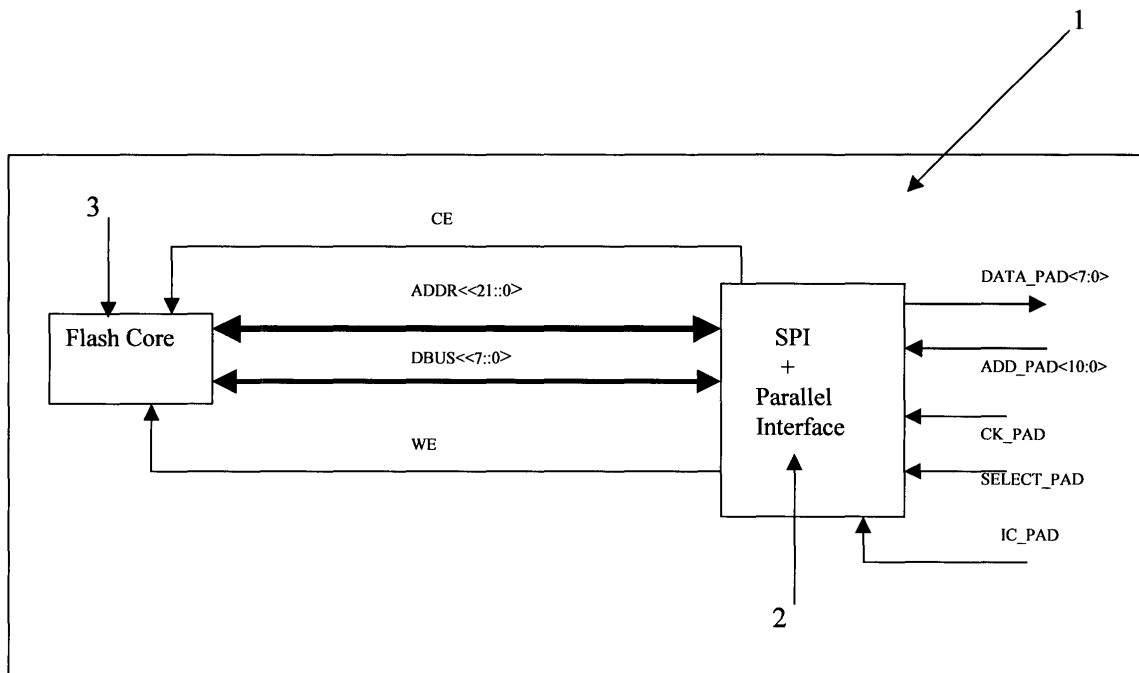 1
3
CE
ADDR<<21::0>
DATA_PAD<7:0>
Flash Core
SPI
+
Parallel
Interface
DBUS<<7::0>
ADD_PAD<10:0>
CK_PAD
WE
SELECT_PAD
IC_PAD
2